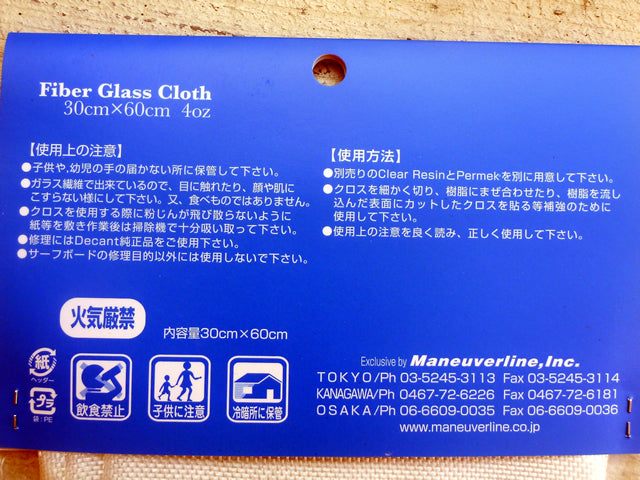 Fiber Glass Cloth
30cm×60cm 4oz
【使用上の注意】
●子供や,幼児の手の届かない所に保管して下さい。
●ガラス繊維で出来ているので、目に触れたり、顔や肌に
こすらない様にして下さい。又、食べものではありません。
●クロスを使用する際に粉じんが飛び散らないように
紙等を敷き作業後は掃除機で十分吸い取って下さい。
●修理にはDecant純正品をご使用下さい。
●サーフボードの修理目的以外には使用しないで下さい。
【使用方法】
●別売りのClear ResinとPermekを別に用意して下さい。
●クロスを細かく切り、樹脂にまぜ合わせたり、樹脂を流し
込んだ表面にカットしたクロスを貼る等補強のために
使用して下さい。
●使用上の注意を良く読み、正しく使用して下さい。
火気厳禁
内容量30cm×60cm
紙
ヘッダー
プラ
袋:PE
飲食禁止
子供に注意
冷暗所に保管
Exclusive by Maneuverline,Inc.
TOKYO/Ph 03-5245-3113 Fax 03-5245-3114
KANAGAWA/Ph 0467-72-6226 Fax 0467-72-6181
OSAKA/Ph 06-6609-0035 Fax 06-6609-0036
www.maneuverline.co.jp